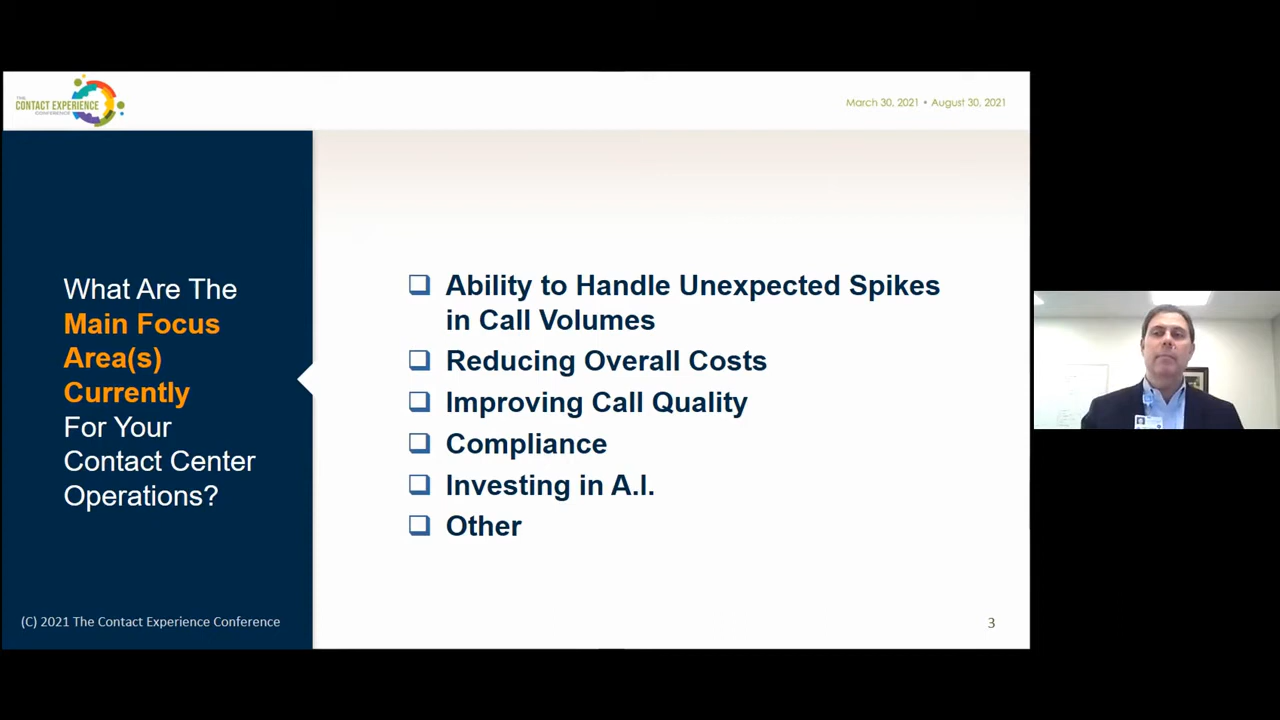 THE
CONTACT EXPERIENCE
CONFERENCE
March 30, 2021 • August 30, 2021
What Are The
Main Focus
Area(s)
Currently
For Your
Contact Center
Operations?
❑ Ability to Handle Unexpected Spikes
in Call Volumes
❑ Reducing Overall Costs
❑ Improving Call Quality
❑ Compliance
❑ Investing in A.I.
❑ Other
(C) 2021 The Contact Experience Conference
3